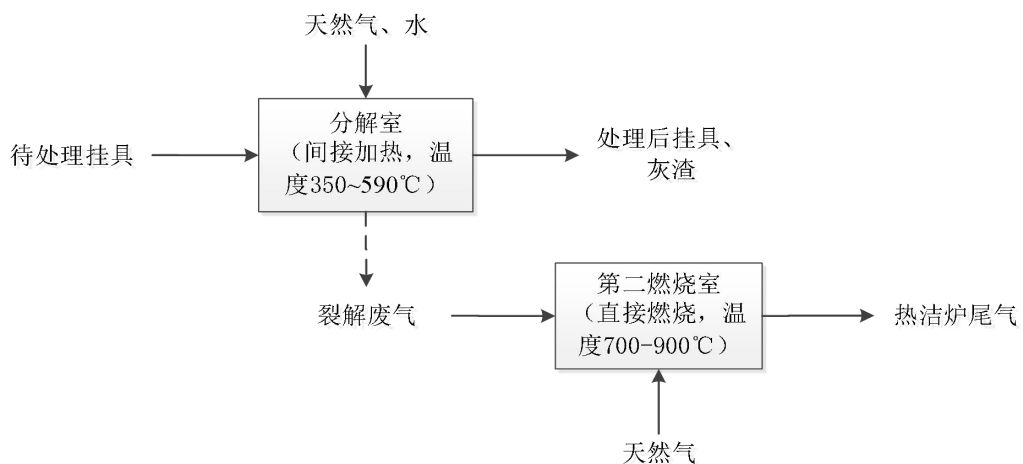 天然气、水
分解室
（间接加热，温
度350~590℃）
待处理挂具
处理后挂具、
灰渣
裂解废气
第二燃烧室
（直接燃烧，温
度700-900℃）
热洁炉尾气
天然气